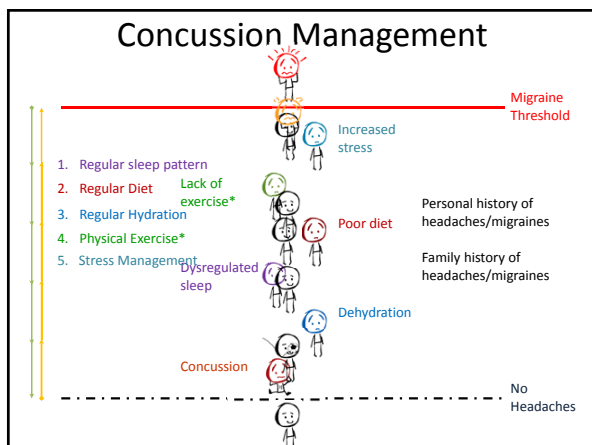 Concussion Management
Migraine
Threshold
Increased
stress
1. Regular sleep pattern
2. Regular Diet
3. Regular Hydration
4. Physical Exercise*
5. Stress Management
Lack of
exercise*
Poor diet
Personal history of
headaches/migraines
Family history of
headaches/migraines
Dysregulated
sleep
Dehydration
Concussion
No
Headaches